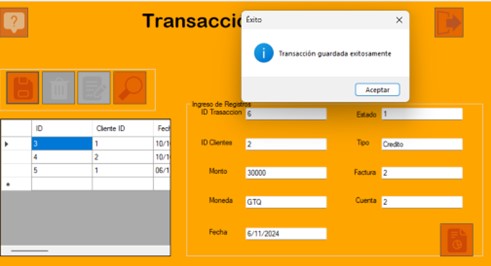 Éxito
Transacción guardada exitosamente
Aceptar
Ingreso de Registros
ID Trasaccion 6 Estado 1
ID Clientes 2 Tipo Credito
Monto 30000 Factura 2
Moneda GTQ Cuenta 2
Fecha 6/11/2024
ID Cliente ID
3 1 10/1
4 2 10/1
5 1 06/1